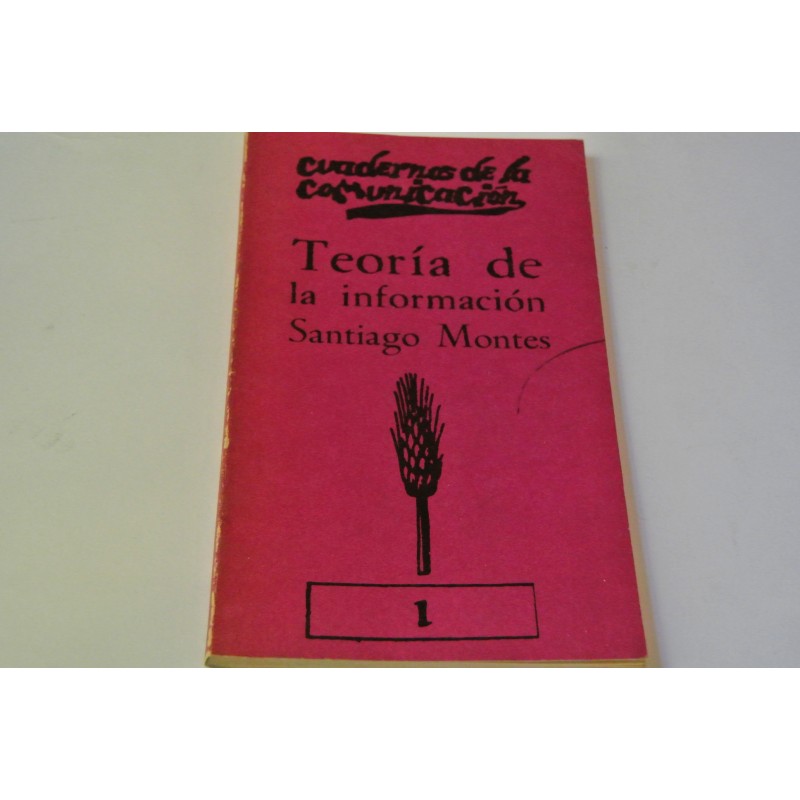 cuadernos de la
comunicación
Teoría de
la información
Santiago Montes
1